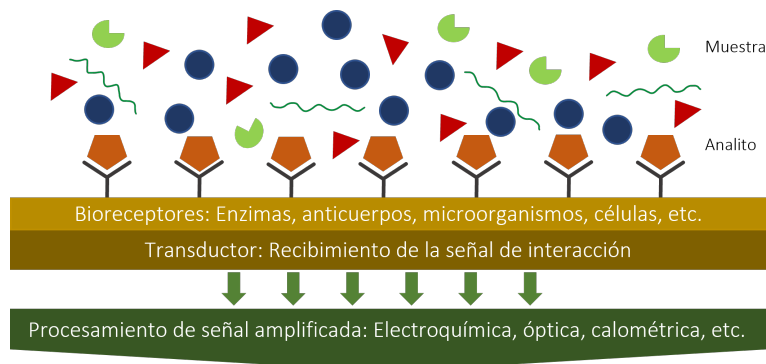 Muestra
Analito
Bioreceptores: Enzimas, anticuerpos, microorganismos, células, etc.
Transductor: Recibimiento de la señal de interacción
Procesamiento de señal amplificada: Electroquímica, óptica, calométrica, etc.